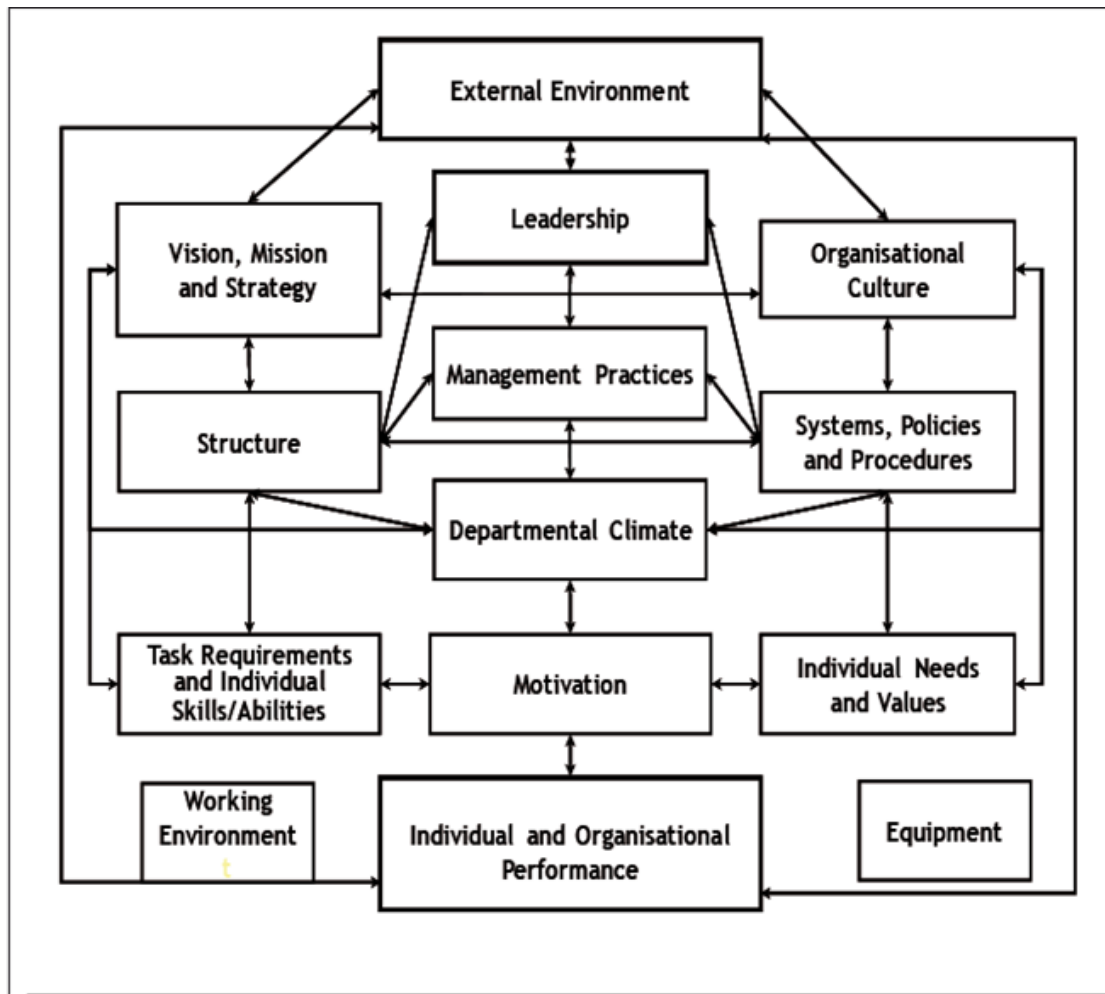 External Environment
Leadership
Vision, Mission
and Strategy
Organisational
Culture
Management Practices
Structure
Systems, Policies
and Procedures
Departmental Climate
Task Requirements
and Individual
Skills/Abilities
Motivation
Individual Needs
and Values
Working
Environment
t
Individual and Organisational
Performance
Equipment